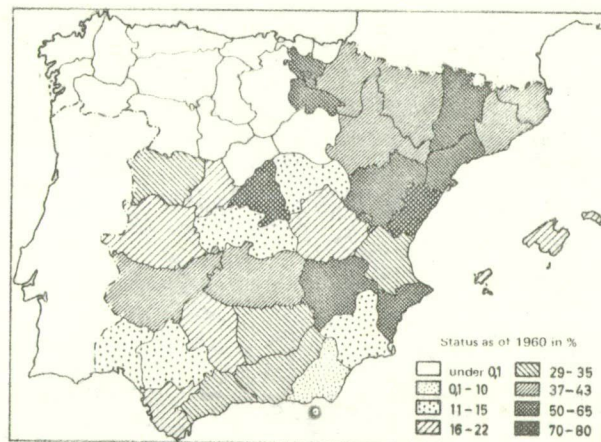 Status as of 1960 in %
under 0,1
0,1 - 10
11 - 15
16 - 22
29 - 35
37 - 43
50 - 65
70 - 80